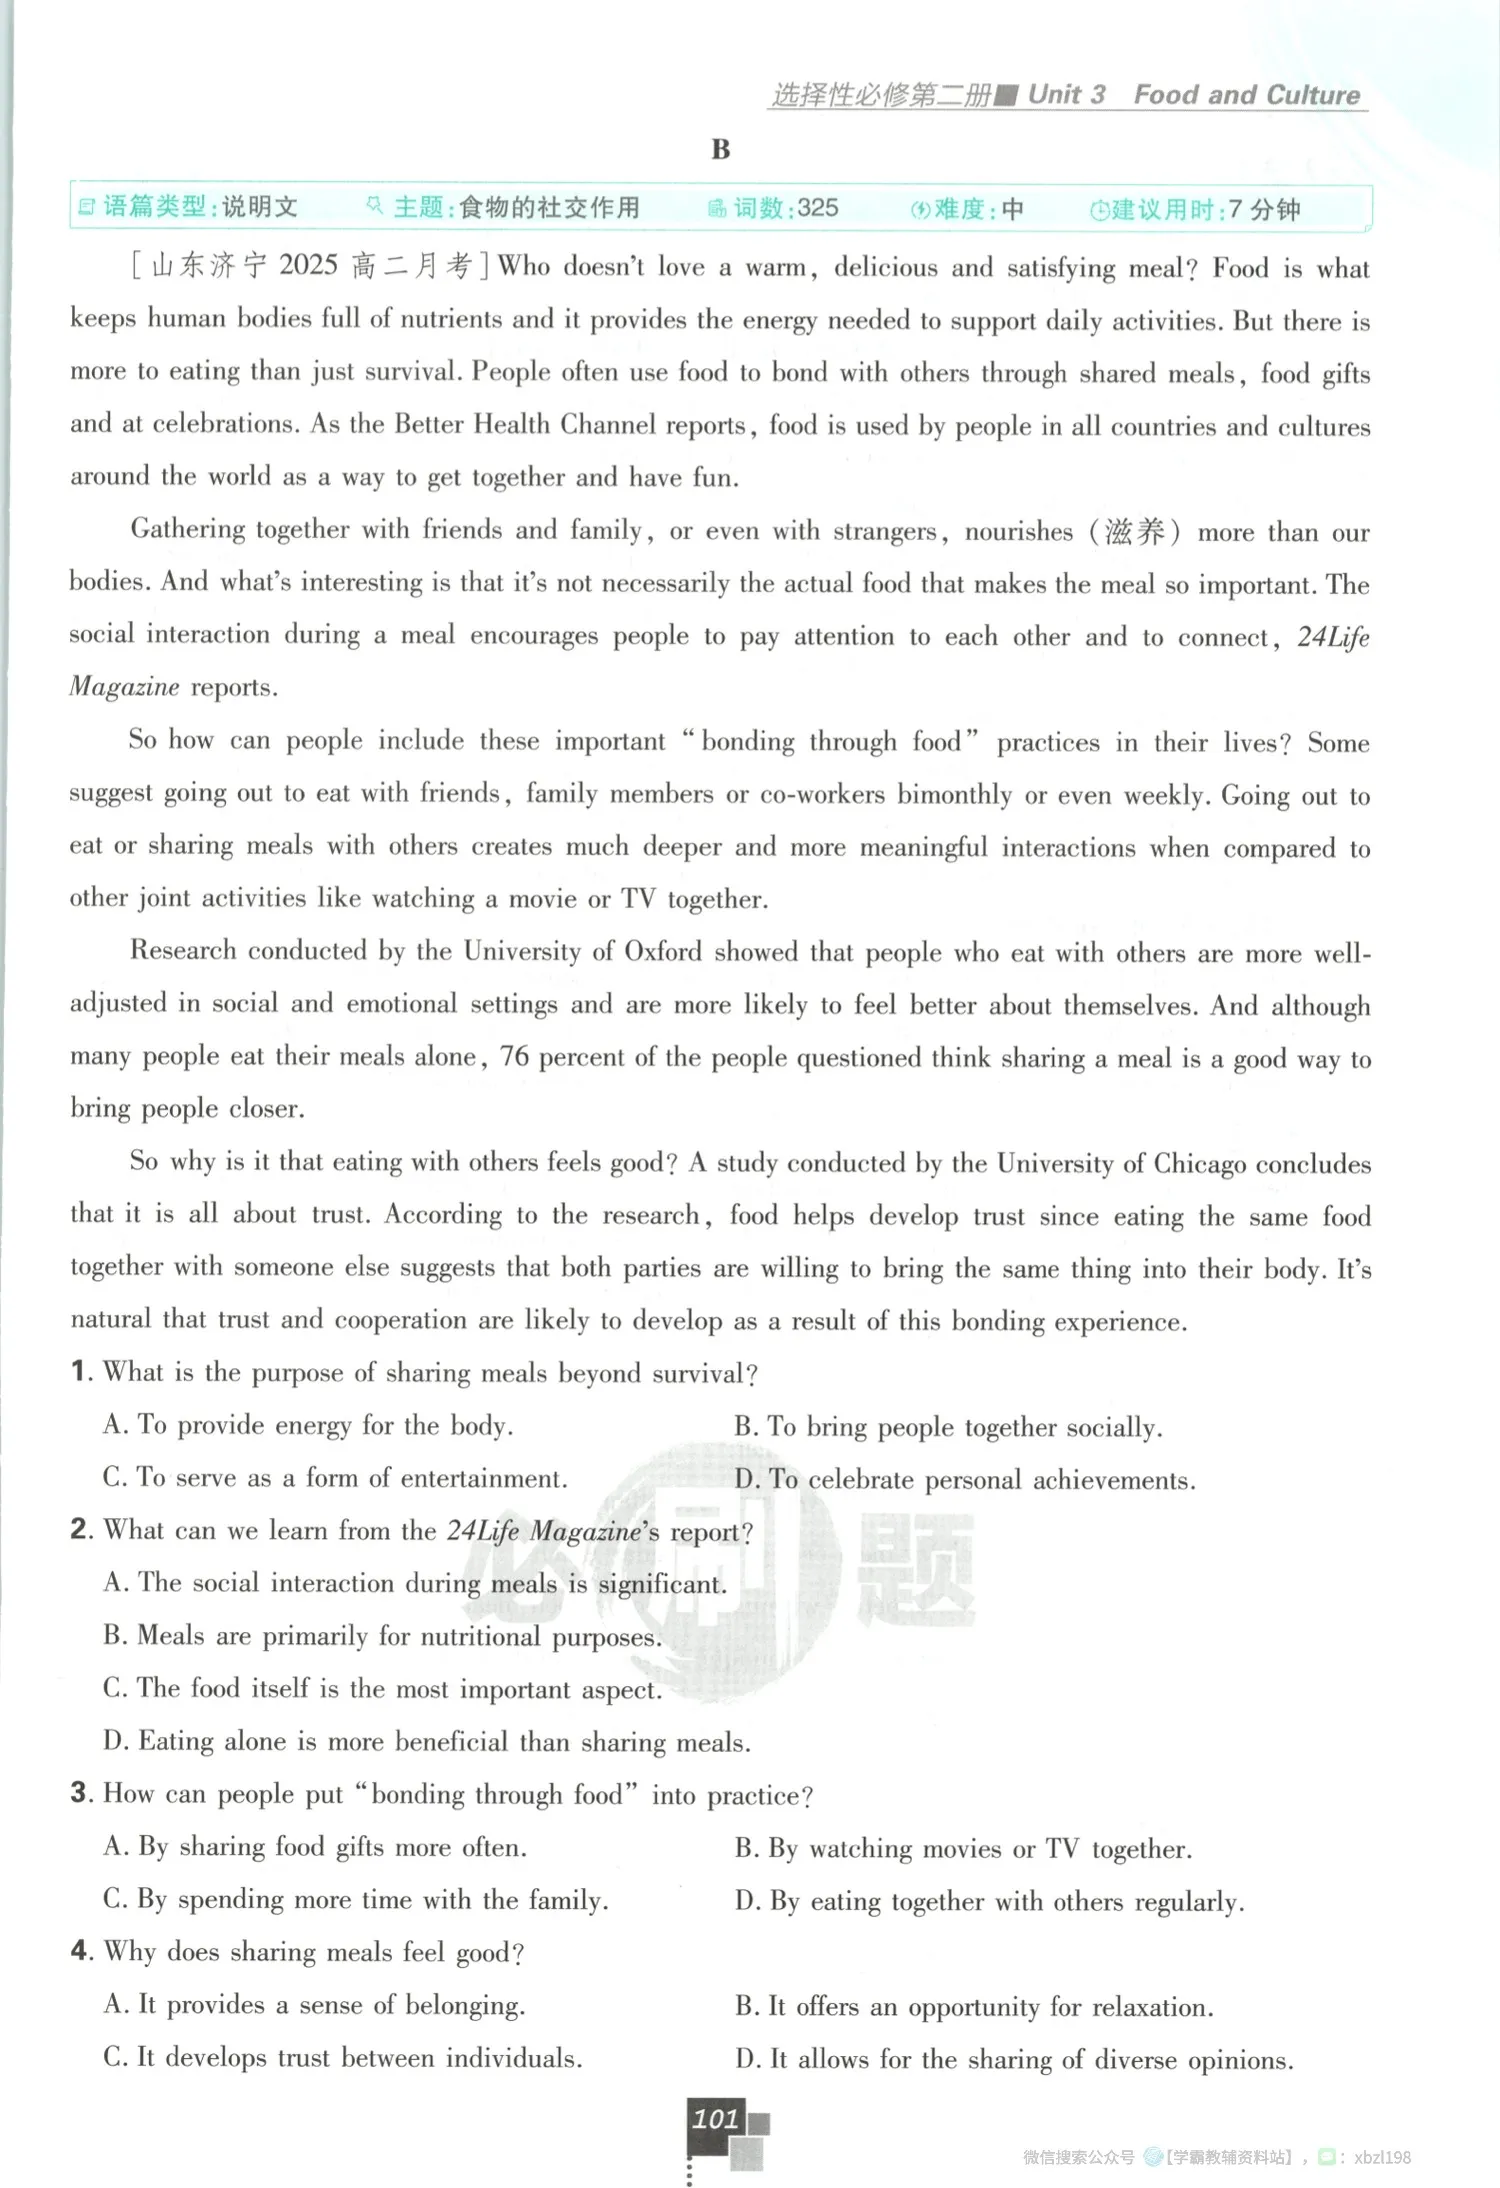 选择性必修第二册■ Unit 3 Food and Culture
B
语篇类型:说明文 主题:食物的社交作用 词数:325 难度:中 建议用时:7 分钟
[山东济宁 2025 高二月考]Who doesn't love a warm, delicious and satisfying meal? Food is what
keeps human bodies full of nutrients and it provides the energy needed to support daily activities. But there is
more to eating than just survival. People often use food to bond with others through shared meals, food gifts
and at celebrations. As the Better Health Channel reports, food is used by people in all countries and cultures
around the world as a way to get together and have fun.
Gathering together with friends and family, or even with strangers, nourishes (滋养) more than our
bodies. And what's interesting is that it's not necessarily the actual food that makes the meal so important. The
social interaction during a meal encourages people to pay attention to each other and to connect, 24Life
Magazine reports.
So how can people include these important "bonding through food" practices in their lives? Some
suggest going out to eat with friends, family members or co-workers bimonthly or even weekly. Going out to
eat or sharing meals with others creates much deeper and more meaningful interactions when compared to
other joint activities like watching a movie or TV together.
Research conducted by the University of Oxford showed that people who eat with others are more well-
adjusted in social and emotional settings and are more likely to feel better about themselves. And although
many people eat their meals alone, 76 percent of the people questioned think sharing a meal is a good way to
bring people closer.
So why is it that eating with others feels good? A study conducted by the University of Chicago concludes
that it is all about trust. According to the research, food helps develop trust since eating the same food
together with someone else suggests that both parties are willing to bring the same thing into their body. It's
natural that trust and cooperation are likely to develop as a result of this bonding experience.
1. What is the purpose of sharing meals beyond survival?
A. To provide energy for the body. B. To bring people together socially.
C. To serve as a form of entertainment. D. To celebrate personal achievements.
2. What can we learn from the 24Life Magazine's report?
A. The social interaction during meals is significant.
B. Meals are primarily for nutritional purposes.
C. The food itself is the most important aspect.
D. Eating alone is more beneficial than sharing meals.
必刷题
3. How can people put "bonding through food" into practice?
A. By sharing food gifts more often. B. By watching movies or TV together.
C. By spending more time with the family. D. By eating together with others regularly.
4. Why does sharing meals feel good?
A. It provides a sense of belonging. B. It offers an opportunity for relaxation.
C. It develops trust between individuals. D. It allows for the sharing of diverse opinions.
101
微信搜索公众号【学霸教辅资料站】, : xbzl198